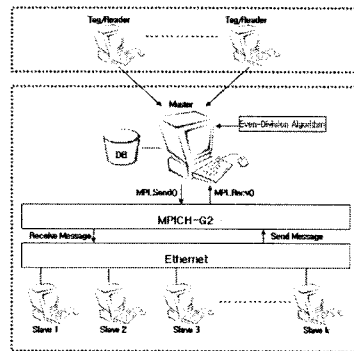 Tag/Reader Tag/Reader
Master
Even-Division Algorithm
DB
MPI_Send() MPI_Recv()
MPICH-G2
Receive Message Send Message
Ethernet
Slave 1 Slave 2 Slave 3 Slave k